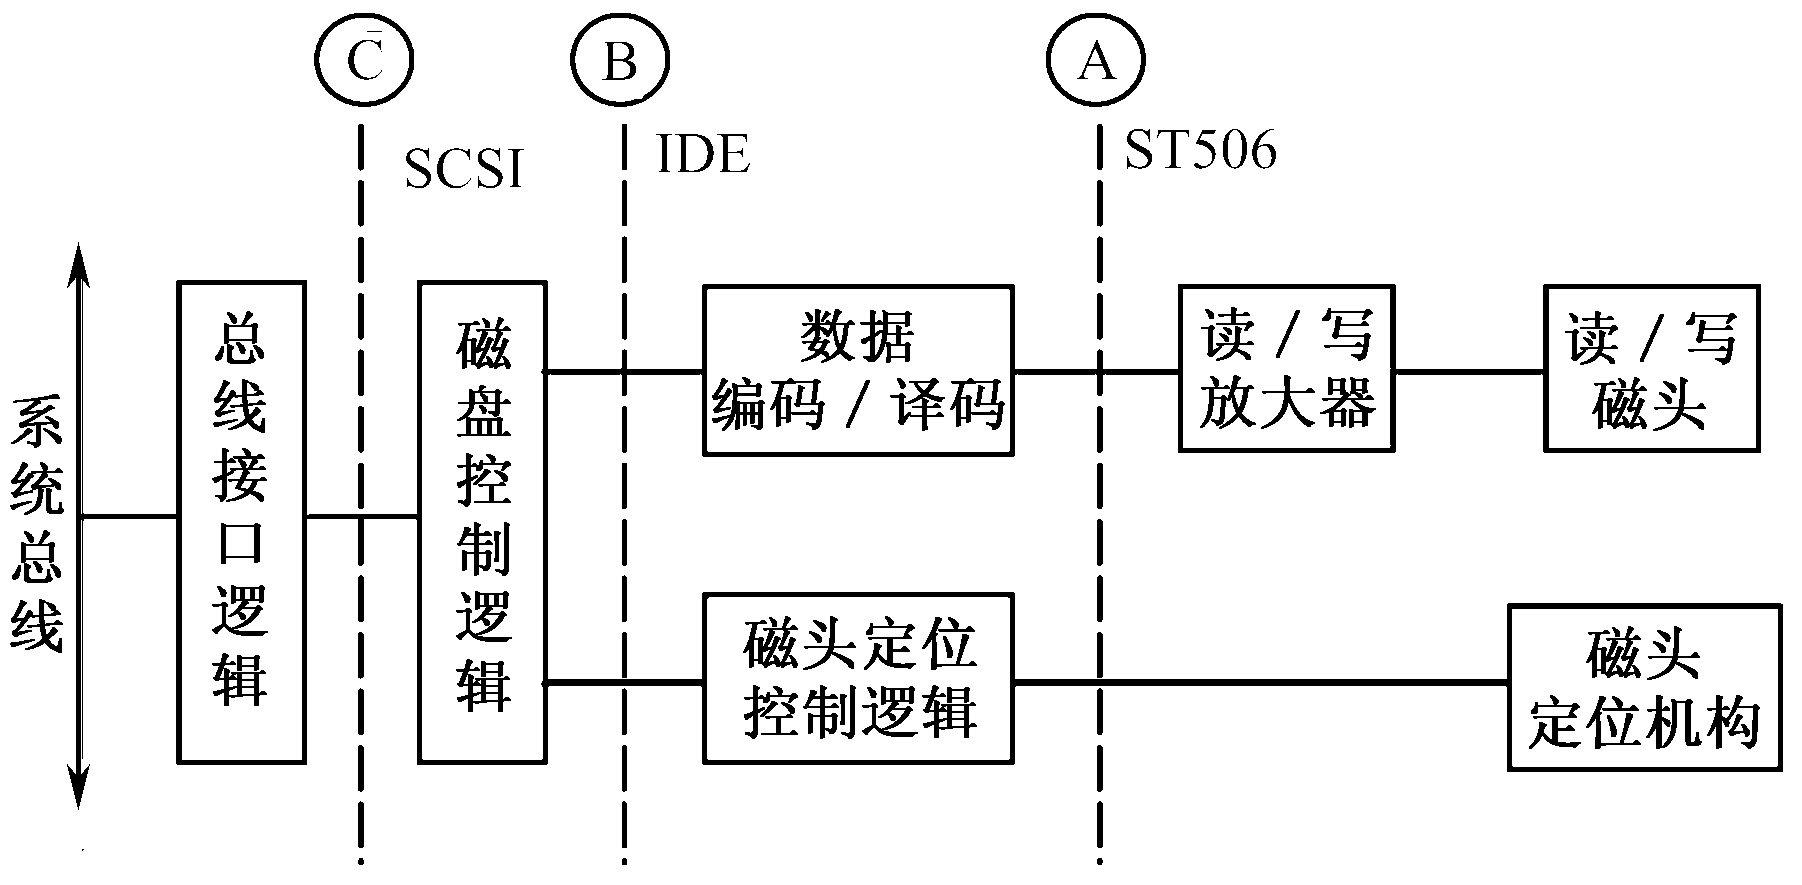 C̄
B
A
SCSI
IDE
ST506
系统总线
总线接口逻辑
磁盘控制逻辑
数据
编码/译码
读/写
放大器
读/写
磁头
磁头定位
控制逻辑
磁头
定位机构